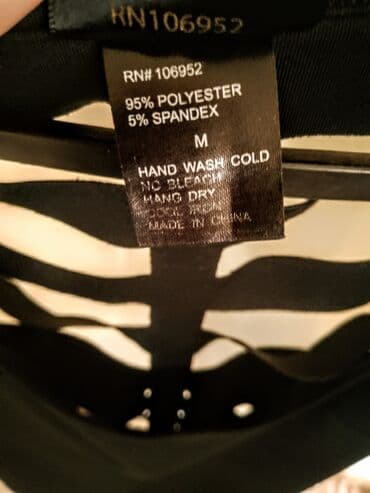 RN106952
RN# 106952
95% POLYESTER
5% SPANDEX
M
HAND WASH COLD
NO BLEACH
HANG DRY
COOL IRON
MADE IN CHINA